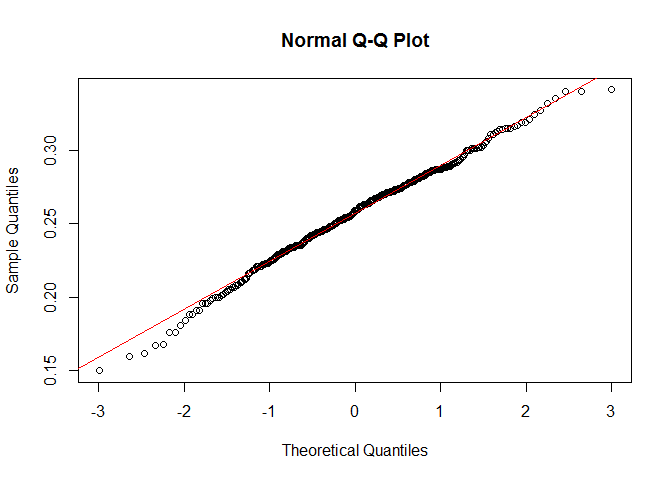 Normal Q-Q Plot
Sample Quantiles
0.30
0.25
0.20
0.15
-3 -2 -1 0 1 2 3
Theoretical Quantiles